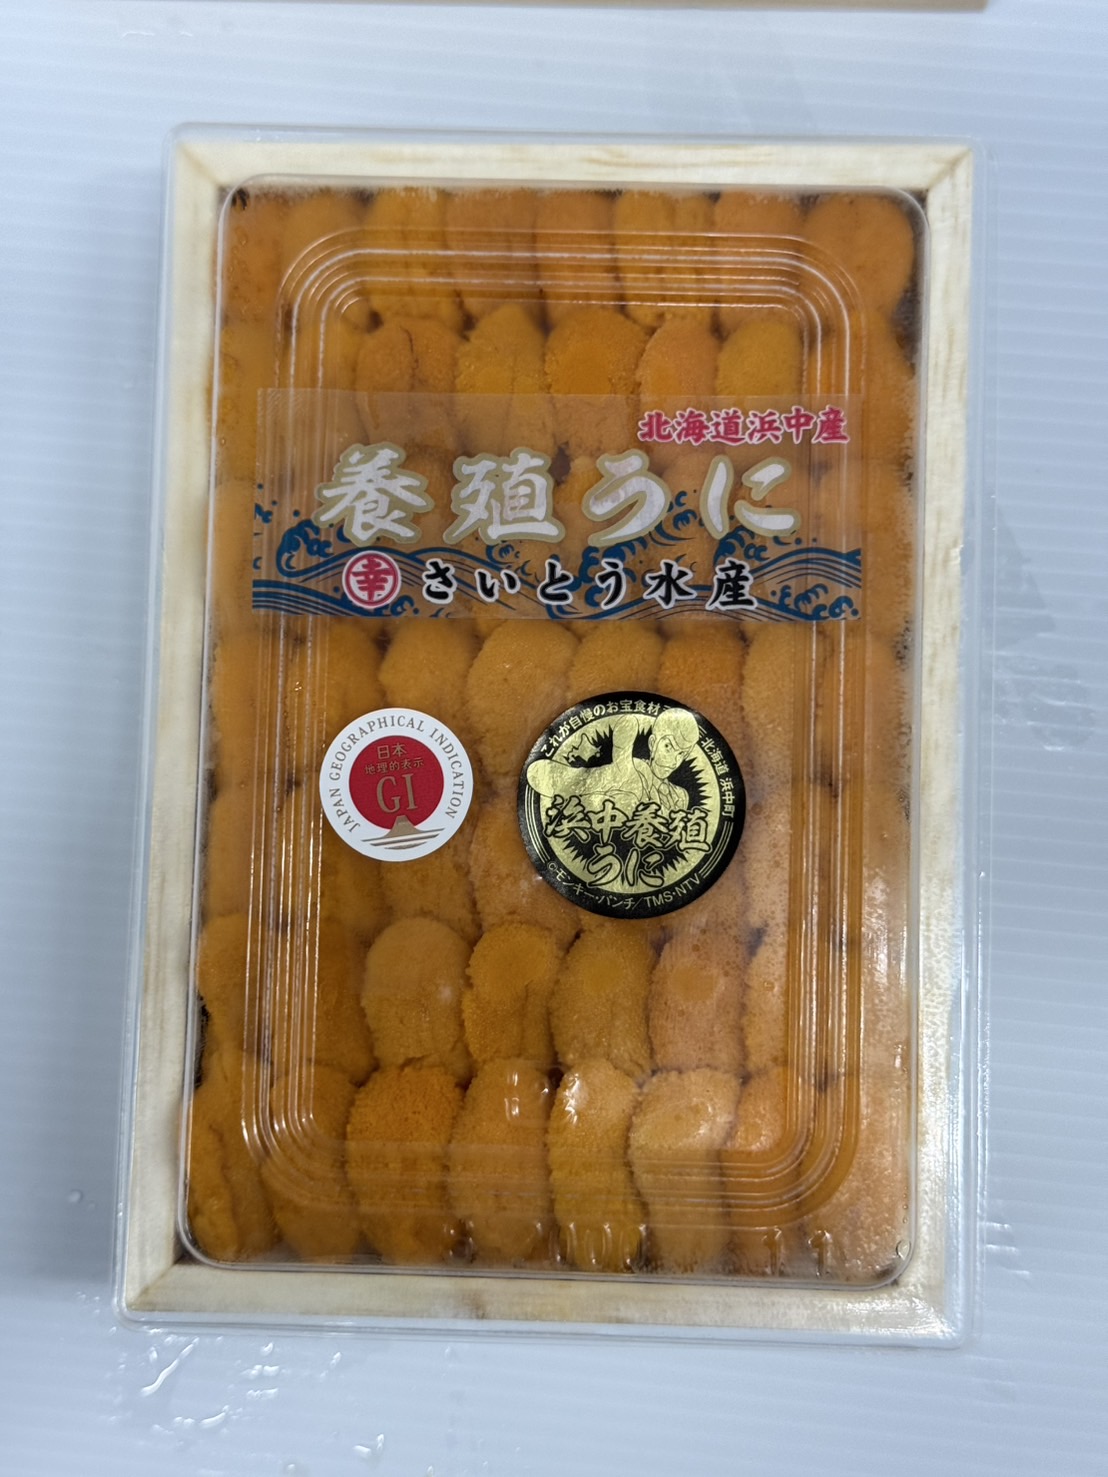 北海道浜中産
養殖うに
幸 さいとう水産
JAPAN GEOGRAPHICAL INDICATION
日本
地理的表示
GI
これが自慢のお宝食材
北海道 浜中町
浜中養殖
うに
©モンキー・パンチ/TMS・NTV